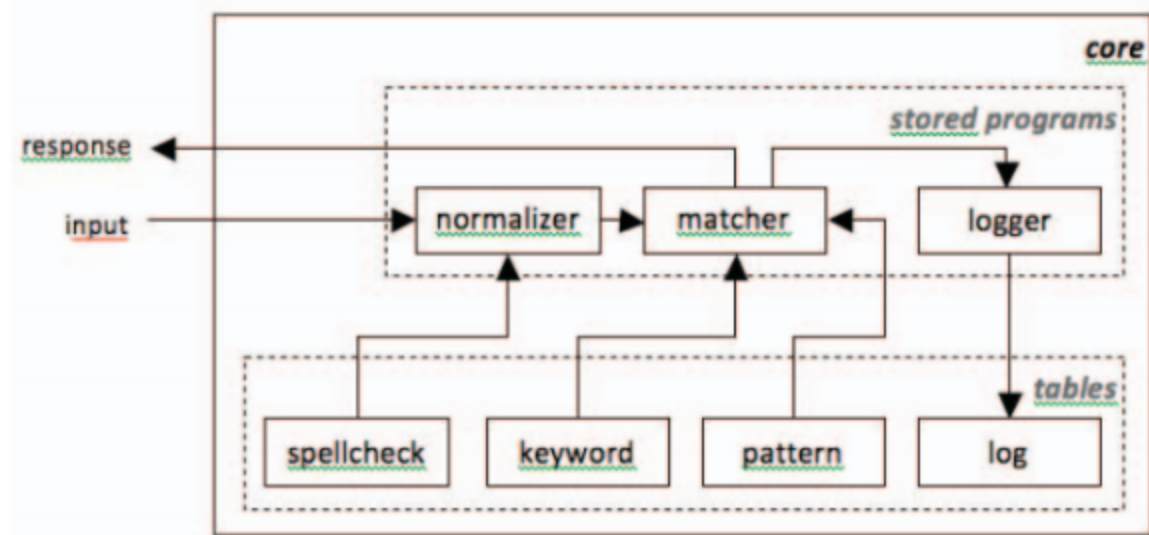 core
stored programs
response
input
normalizer
matcher
logger
tables
spellcheck
keyword
pattern
log